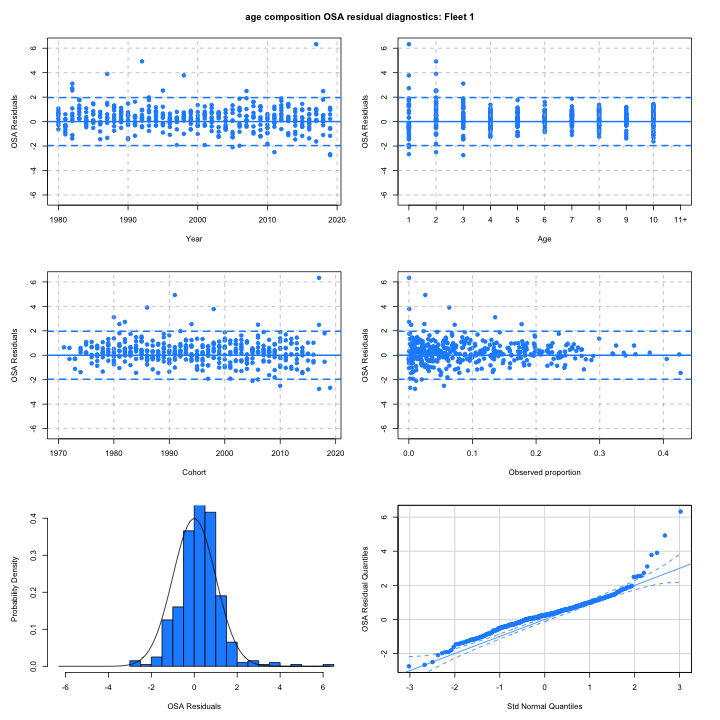 age composition OSA residual diagnostics: Fleet 1
OSA Residuals
6
4
2
0
-2
-4
-6
1980 1990 2000 2010 2020
Year
OSA Residuals
6
4
2
0
-2
-4
-6
1 2 3 4 5 6 7 8 9 10 11+
Age
OSA Residuals
6
4
2
0
-2
-4
-6
1970 1980 1990 2000 2010 2020
Cohort
OSA Residuals
6
4
2
0
-2
-4
-6
0.0 0.1 0.2 0.3 0.4
Observed proportion
Probability Density
0.4
0.3
0.2
0.1
0.0
-6 -4 -2 0 2 4 6
OSA Residuals
OSA Residual Quantiles
6
4
2
0
-2
-3 -2 -1 0 1 2 3
Std Normal Quantiles